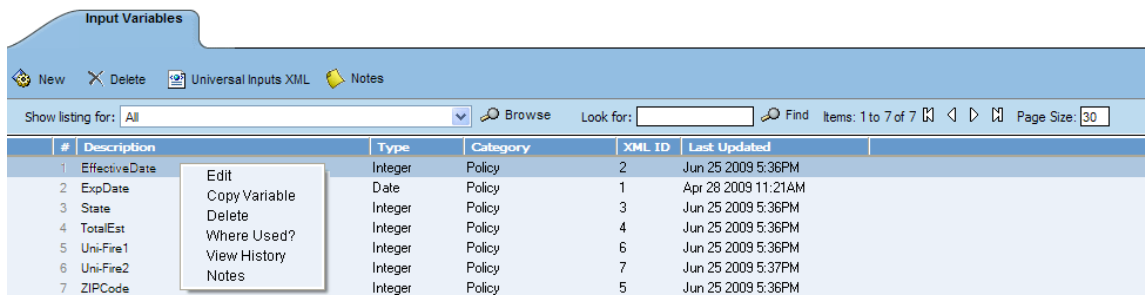 Input Variables
New Delete Universal Inputs XML Notes
Show listing for: All Browse Look for: Find Items: 1 to 7 of 7 Page Size: 30
# Description Type Category XML ID Last Updated
1 EffectiveDate Integer Policy 2 Jun 25 2009 5:36PM
2 ExpDate Date Policy 1 Apr 28 2009 11:21AM
3 State Integer Policy 3 Jun 25 2009 5:36PM
4 TotalEst Integer Policy 4 Jun 25 2009 5:36PM
5 Uni-Fire1 Integer Policy 6 Jun 25 2009 5:36PM
6 Uni-Fire2 Integer Policy 7 Jun 25 2009 5:37PM
7 ZIPCode Integer Policy 5 Jun 25 2009 5:36PM
Edit
Copy Variable
Delete
Where Used?
View History
Notes